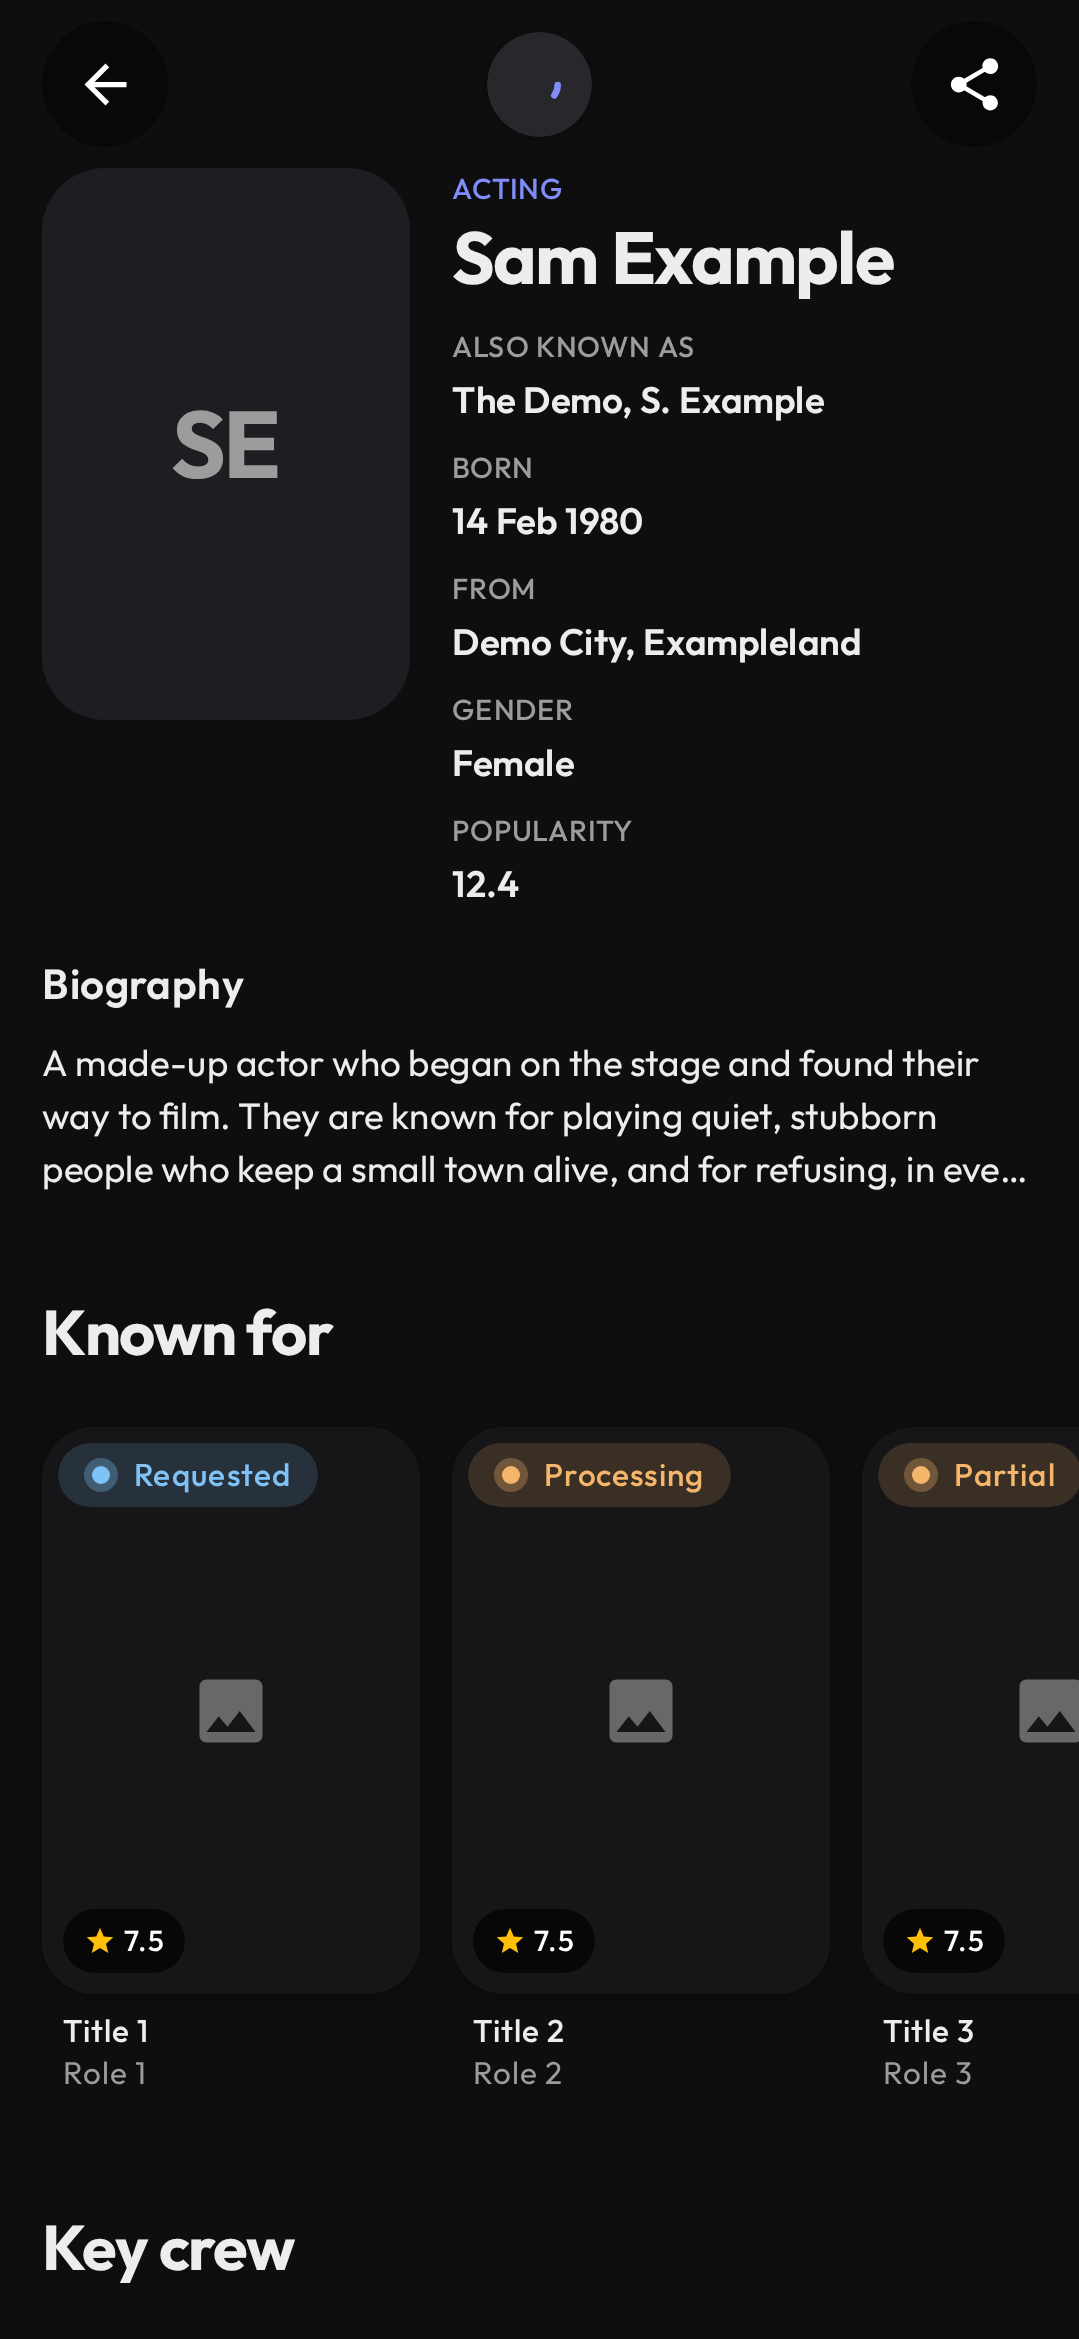 ACTING
Sam Example
ALSO KNOWN AS
The Demo, S. Example
BORN
14 Feb 1980
FROM
Demo City, Exampleland
GENDER
Female
POPULARITY
12.4
SE
Biography
A made-up actor who began on the stage and found their
way to film. They are known for playing quiet, stubborn
people who keep a small town alive, and for refusing, in eve...
Known for
Requested
Processing
Partial
7.5
7.5
7.5
Title 1
Role 1
Title 2
Role 2
Title 3
Role 3
Key crew